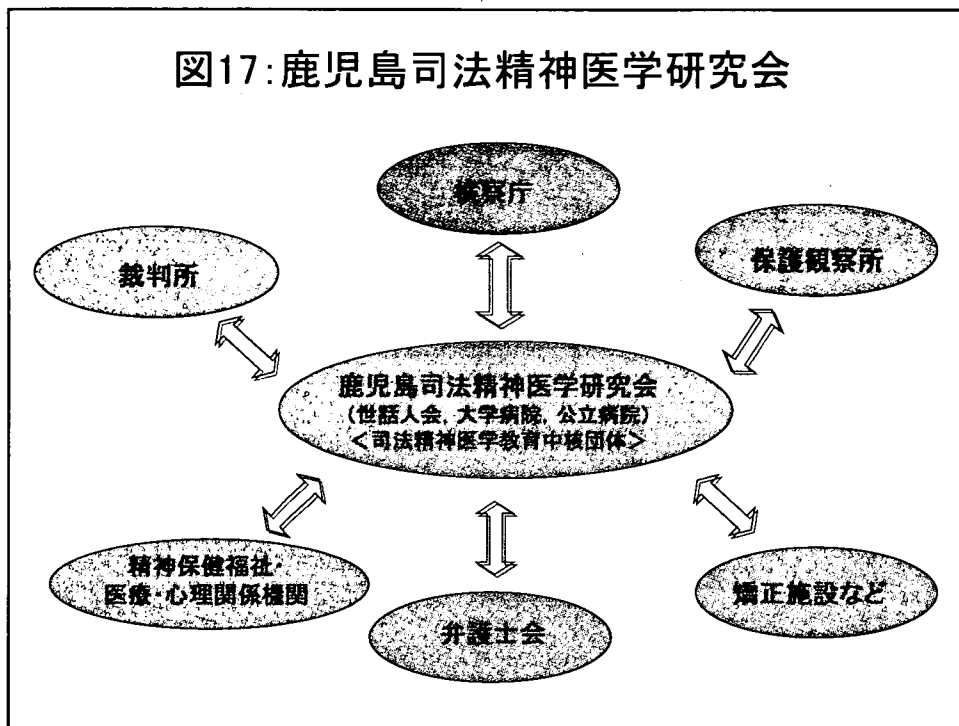 図17:鹿児島司法精神医学研究会
検察庁
裁判所
保護観察所
鹿児島司法精神医学研究会
(世話人会, 大学病院, 公立病院)
<司法精神医学教育中核団体>
精神保健福祉・
医療・心理関係機関
弁護士会
矯正施設など